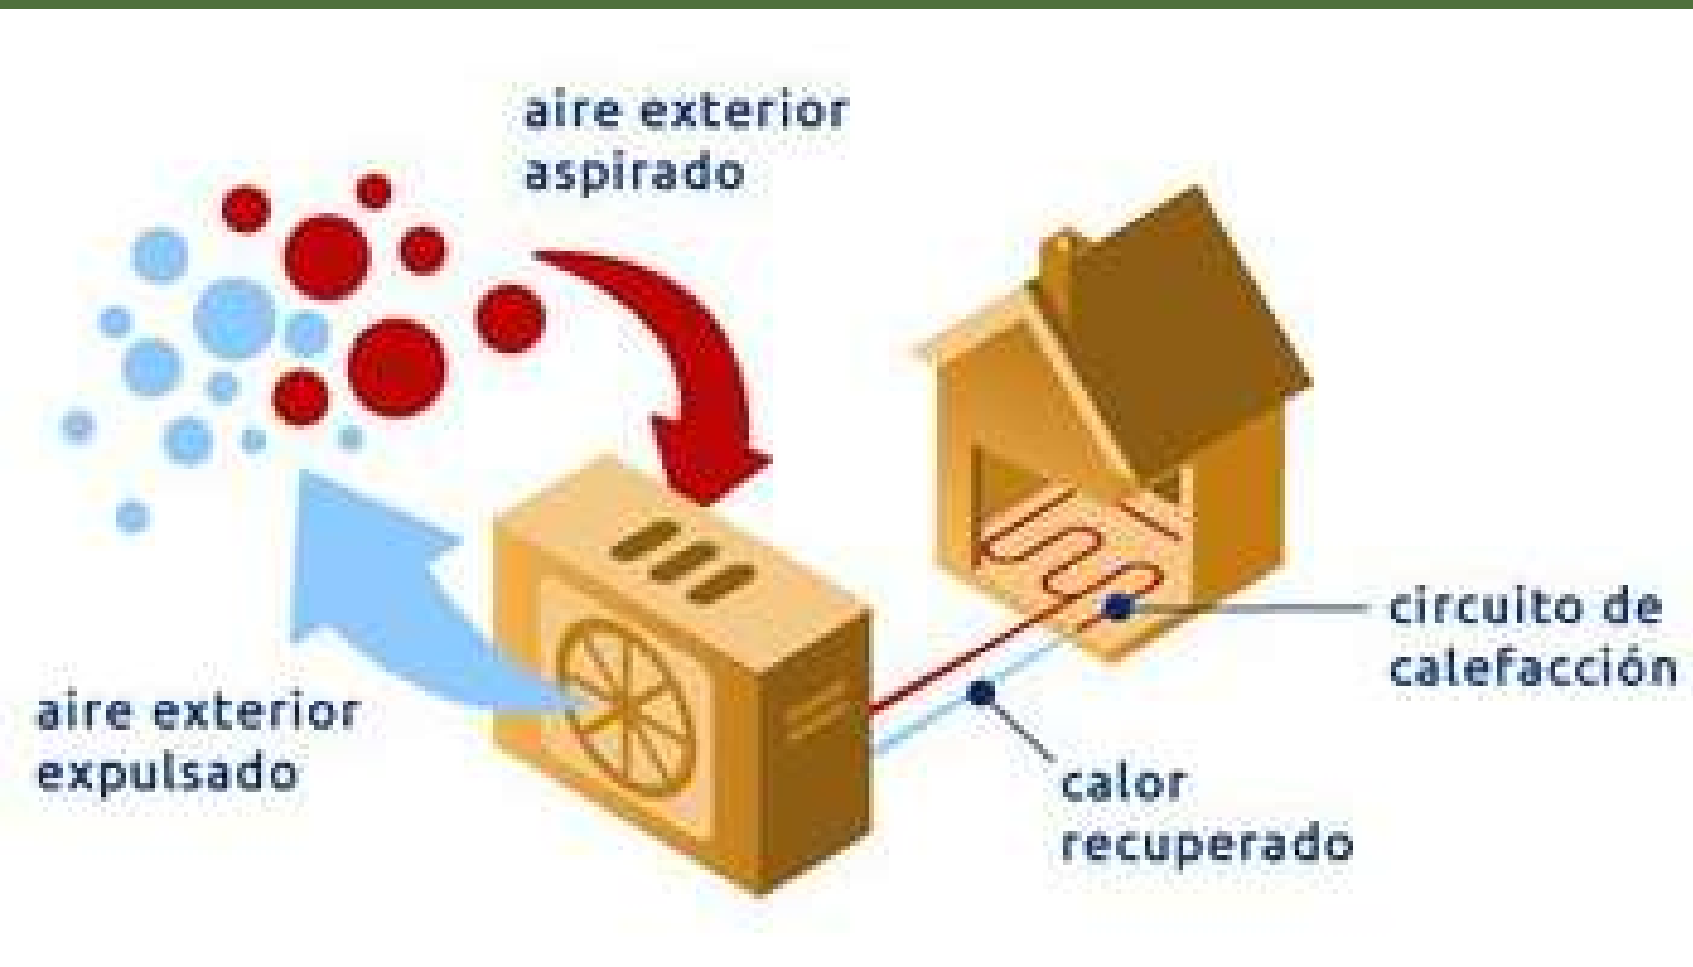 aire exterior
aspirado
circuito de
calefacción
aire exterior
expulsado
calor
recuperado